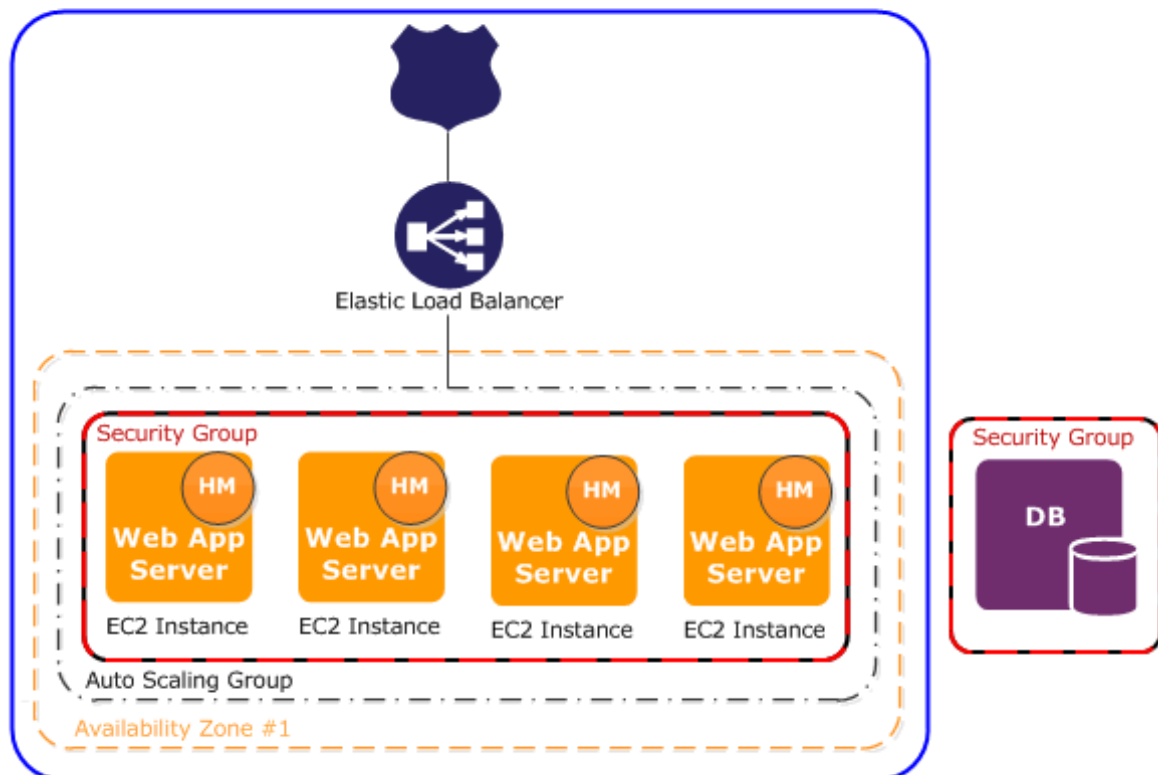 Elastic Load Balancer
Security Group
HM
Web App
Server
EC2 Instance
HM
Web App
Server
EC2 Instance
HM
Web App
Server
EC2 Instance
HM
Web App
Server
EC2 Instance
Auto Scaling Group
Availability Zone #1
Security Group
DB